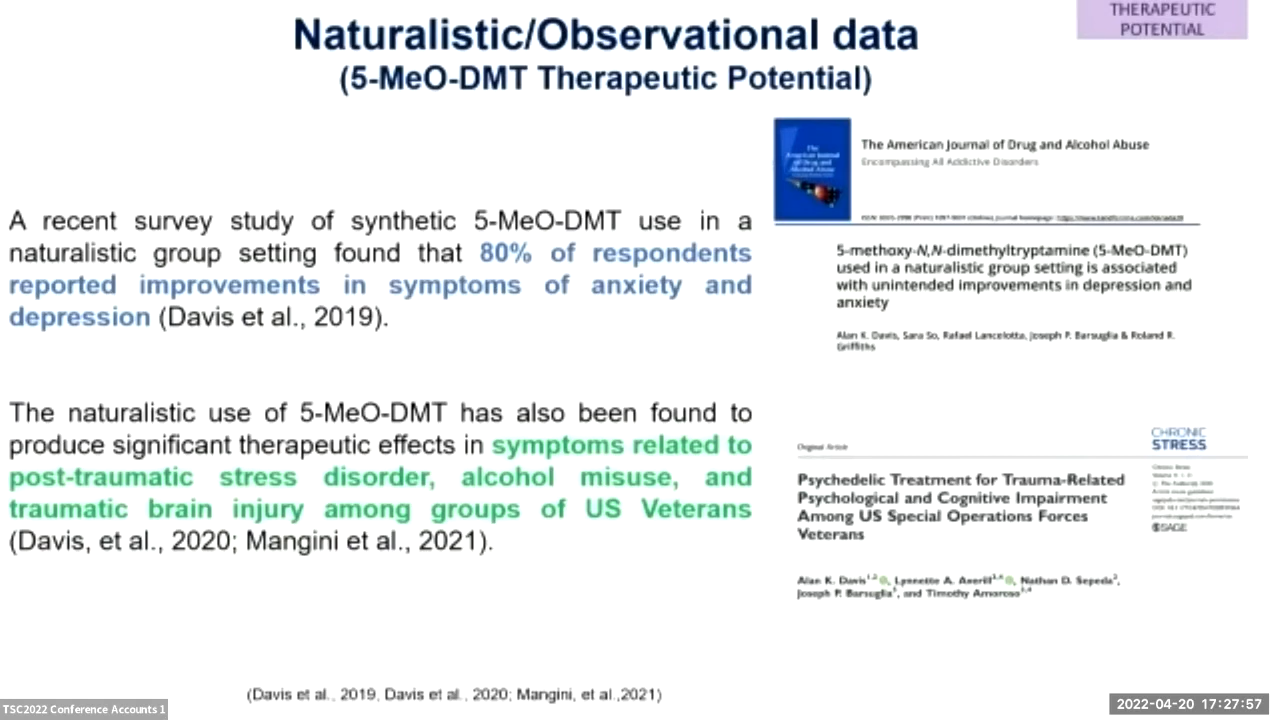 THERAPEUTIC
POTENTIAL
Naturalistic/Observational data
(5-MeO-DMT Therapeutic Potential)
A recent survey study of synthetic 5-MeO-DMT use in a
naturalistic group setting found that 80% of respondents
reported improvements in symptoms of anxiety and
depression (Davis et al., 2019).
The naturalistic use of 5-MeO-DMT has also been found to
produce significant therapeutic effects in symptoms related to
post-traumatic stress disorder, alcohol misuse, and
traumatic brain injury among groups of US Veterans
(Davis, et al., 2020; Mangini et al., 2021).
The American Journal of Drug and Alcohol Abuse
Encompassing All Addictive Disorders
5-methoxy-N,N-dimethyltryptamine (5-MeO-DMT)
used in a naturalistic group setting is associated
with unintended improvements in depression and
anxiety
Alan K. Davis, Sara So, Rafael Lancelotta, Joseph P. Barsuglia & Roland R.
Griffiths
Original Article
CHRONIC
STRESS
Psychedelic Treatment for Trauma-Related
Psychological and Cognitive Impairment
Among US Special Operations Forces
Veterans
SAGE
Alan K. Davis, Lynnette A. Averill, Nathan D. Sepeda,
Joseph P. Barsuglia, and Timothy Amoroso
(Davis et al., 2019, Davis et al., 2020; Mangini, et al.,2021)
TSC2022 Conference Accounts 1
2022-04-20 17:27:57